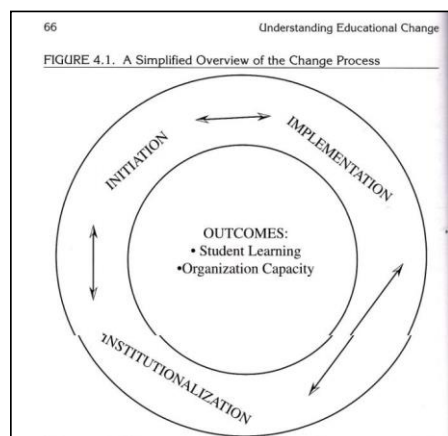 66 Understanding Educational Change
FIGURE 4.1. A Simplified Overview of the Change Process
INITIATION
IMPLEMENTATION
OUTCOMES:
• Student Learning
•Organization Capacity
INSTITUTIONALIZATION